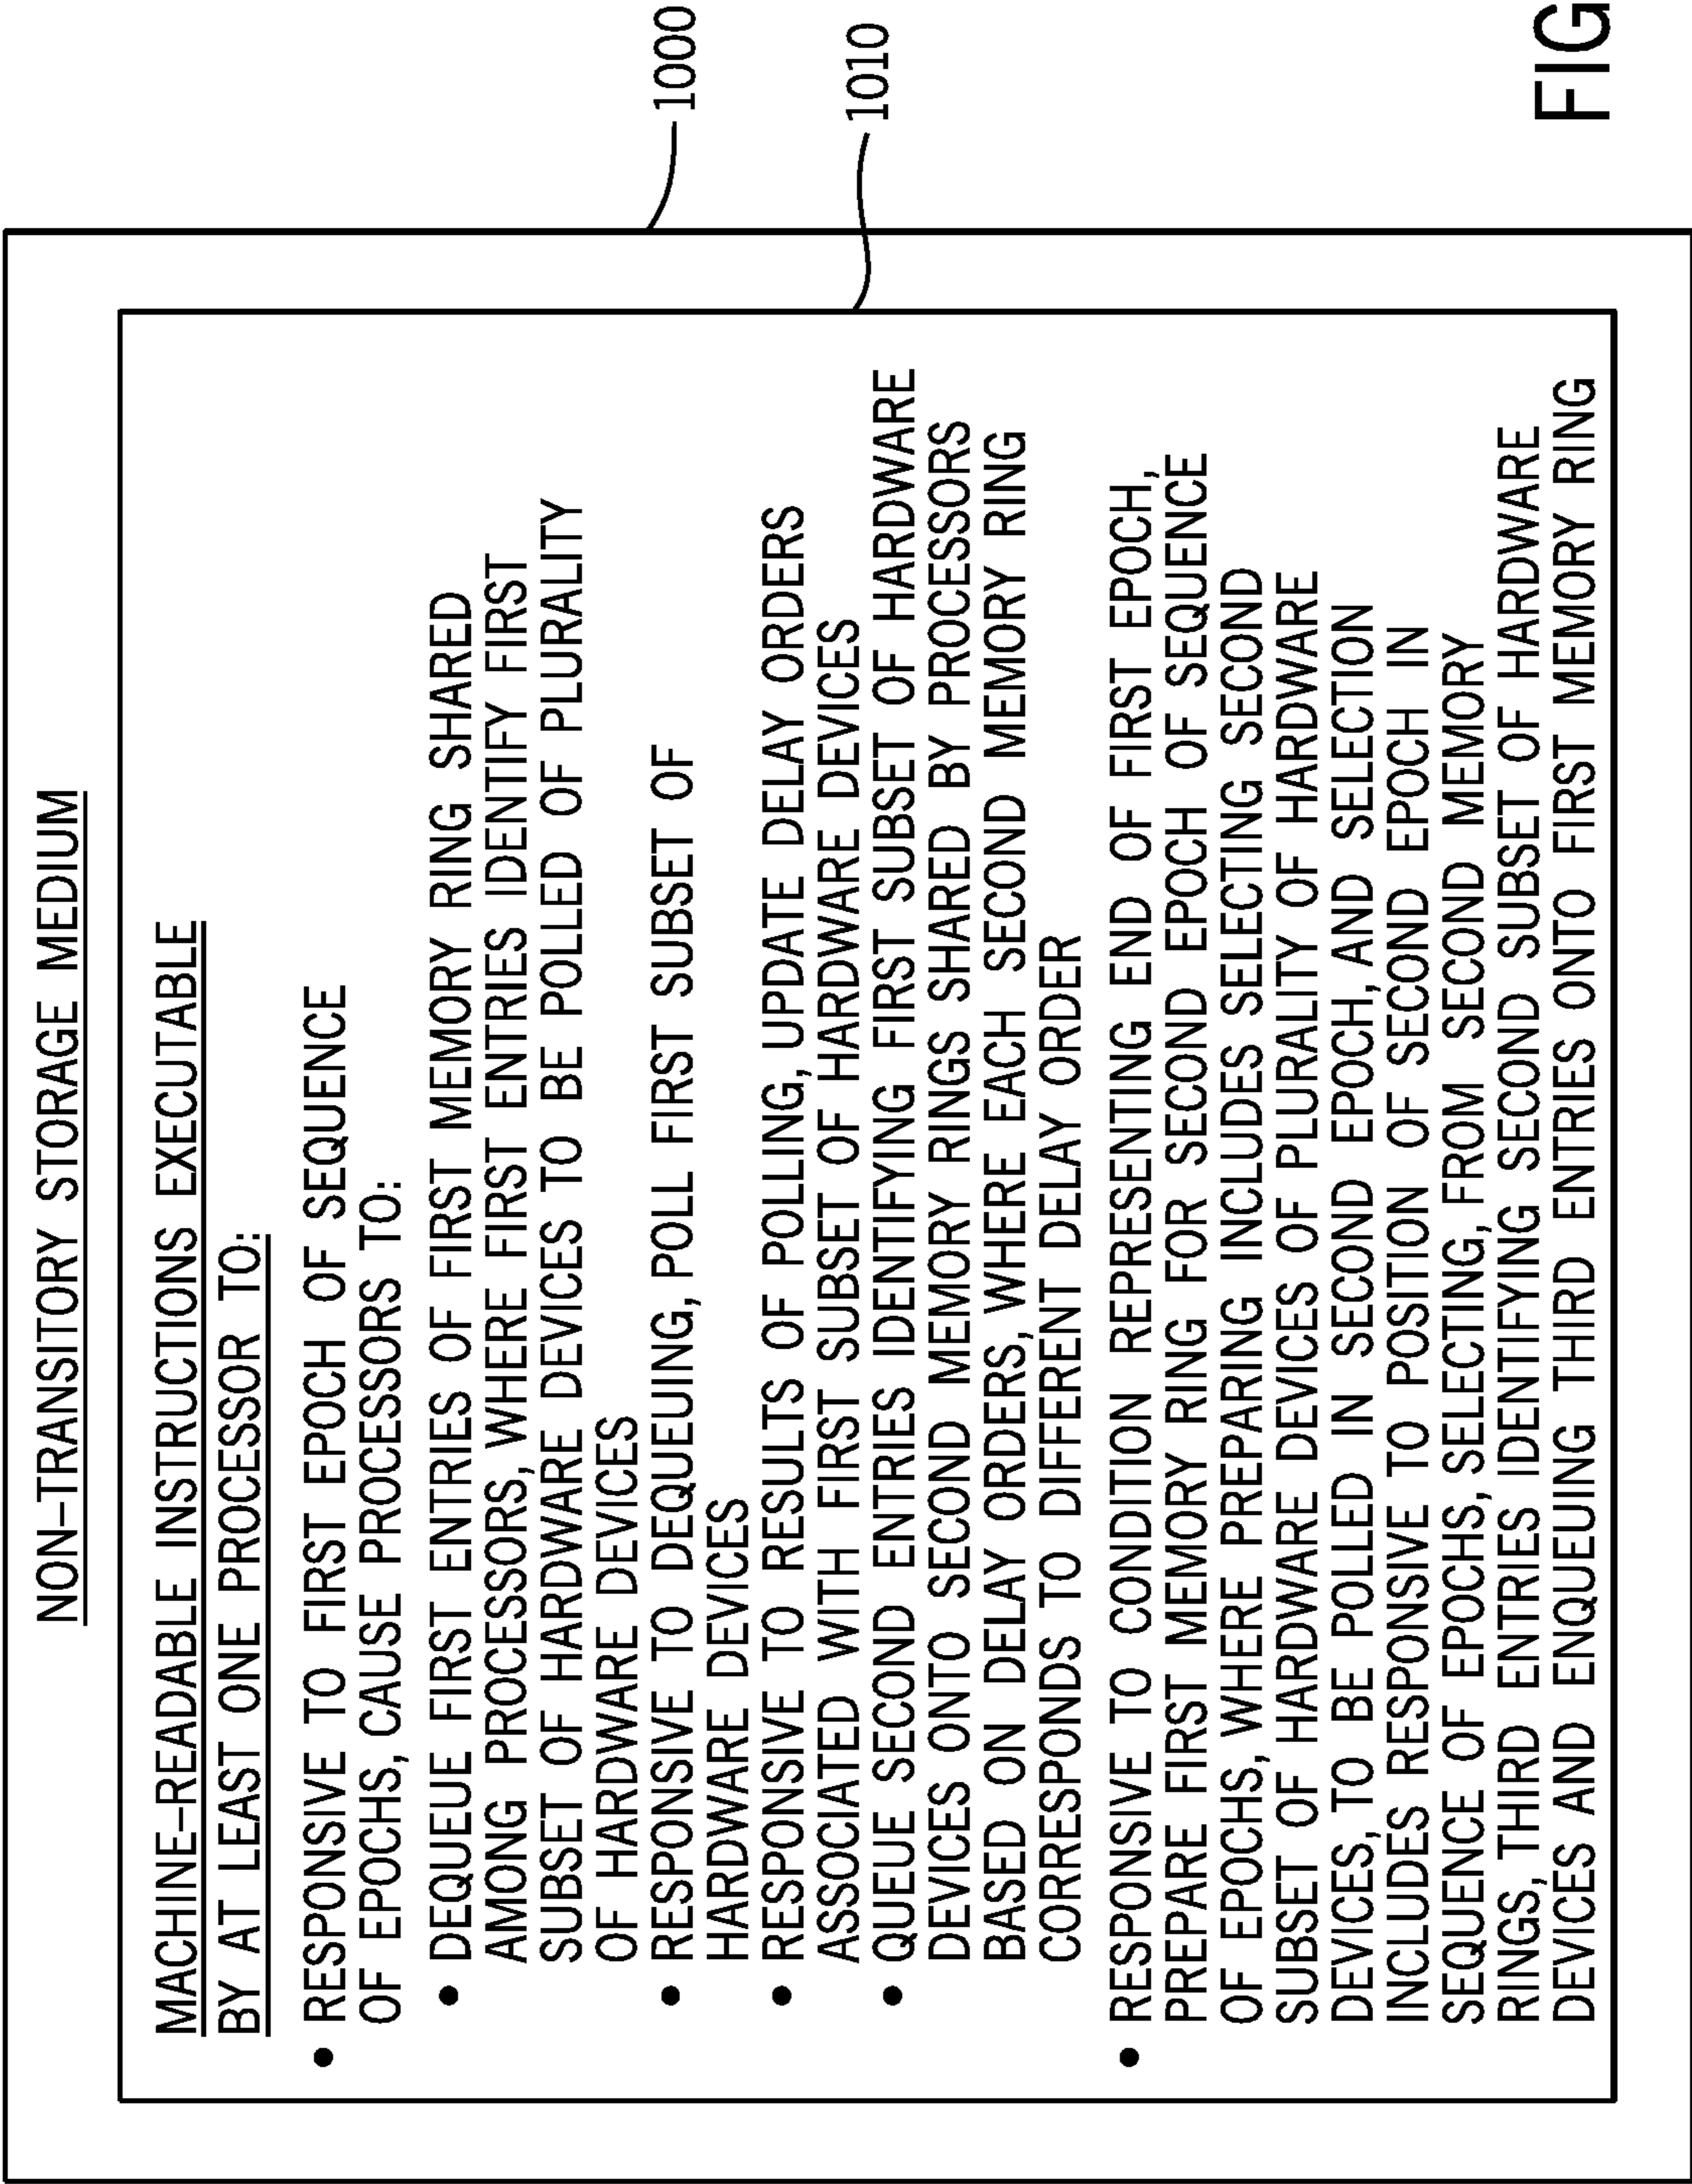 NON-TRANSITORY STORAGE MEDIUM
MACHINE-READABLE INSTRUCTIONS EXECUTABLE
BY AT LEAST ONE PROCESSOR TO:
• RESPONSIVE TO FIRST EPOCH OF SEQUENCE
OF EPOCHS, CAUSE PROCESSORS TO:
• DEQUEUE FIRST ENTRIES OF FIRST MEMORY RING SHARED
AMONG PROCESSORS, WHERE FIRST ENTRIES IDENTIFY FIRST
SUBSET OF HARDWARE DEVICES TO BE POLLED OF PLURALITY
OF HARDWARE DEVICES
• RESPONSIVE TO DEQUEUING, POLL FIRST SUBSET OF
HARDWARE DEVICES
• RESPONSIVE TO RESULTS OF POLLING, UPDATE DELAY ORDERS
ASSOCIATED WITH FIRST SUBSET OF HARDWARE DEVICES
• QUEUE SECOND ENTRIES IDENTIFYING FIRST SUBSET OF HARDWARE
DEVICES ONTO SECOND MEMORY RINGS SHARED BY PROCESSORS
BASED ON DELAY ORDERS, WHERE EACH SECOND MEMORY RING
CORRESPONDS TO DIFFERENT DELAY ORDER
• RESPONSIVE TO CONDITION REPRESENTING END OF FIRST EPOCH,
PREPARE FIRST MEMORY RING FOR SECOND EPOCH OF SEQUENCE
OF EPOCHS, WHERE PREPARING INCLUDES SELECTING SECOND
SUBSET OF HARDWARE DEVICES OF PLURALITY OF HARDWARE
DEVICES, TO BE POLLED IN SECOND EPOCH, AND SELECTION
INCLUDES RESPONSIVE TO POSITION OF SECOND EPOCH IN
SEQUENCE OF EPOCHS, SELECTING, FROM SECOND MEMORY
RINGS, THIRD ENTRIES IDENTIFYING SECOND SUBSET OF HARDWARE
DEVICES AND ENQUEUING THIRD ENTRIES ONTO FIRST MEMORY RING
1000
1010
FIG